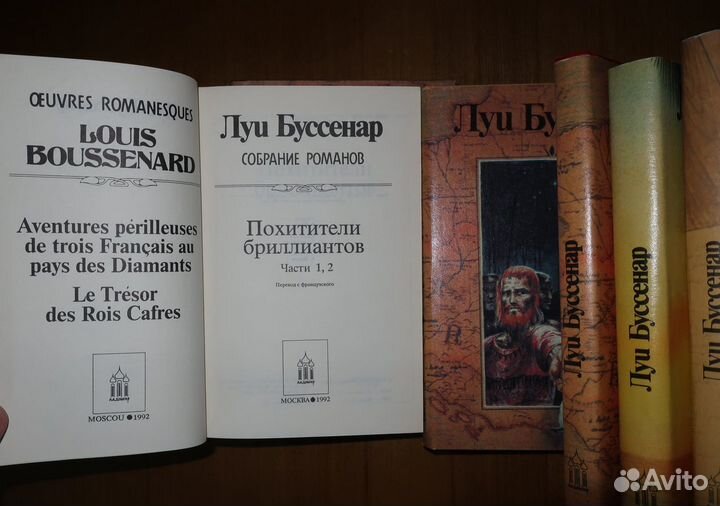 ŒUVRES ROMANESQUES
LOUIS
BOUSSENARD
Aventures périlleuses
de trois Français au
pays des Diamants
Le Trésor
des Rois Cafres
ЛАДОМИР
MOSCOU ● 1992
Луи Буссенар
СОБРАНИЕ РОМАНОВ
Похитители
бриллиантов
Части 1, 2
Перевод с французского
ЛАДОМИР
МОСКВА ● 1992
Луи Бу
Луи Буссенар
Луи Буссенар
Луи Буссенар
Avito